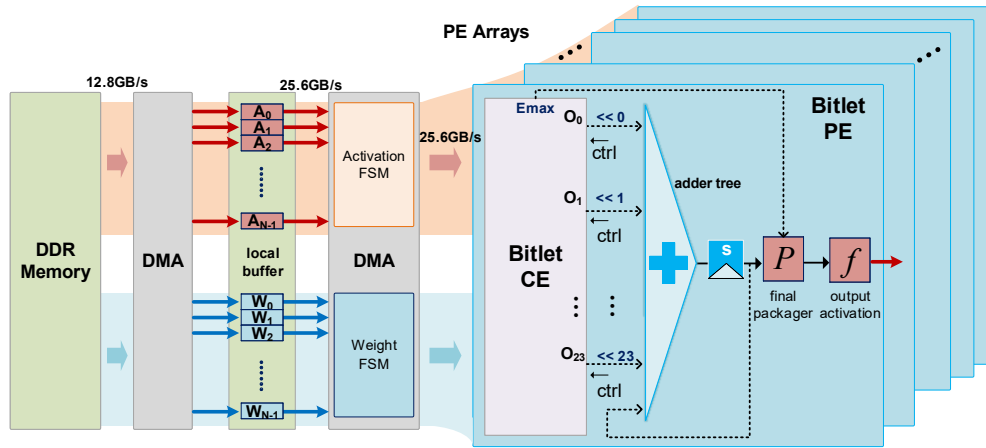 PE Arrays
12.8GB/s
25.6GB/s
25.6GB/s
DDR
Memory
DMA
A0
A1
A2
AN-1
local
buffer
W0
W1
W2
WN-1
Activation
FSM
DMA
Weight
FSM
Emax
Bitlet
CE
O0
<< 0
ctrl
O1
<< 1
ctrl
O23
<< 23
ctrl
adder tree
S
P
final
packager
f
output
activation
Bitlet
PE